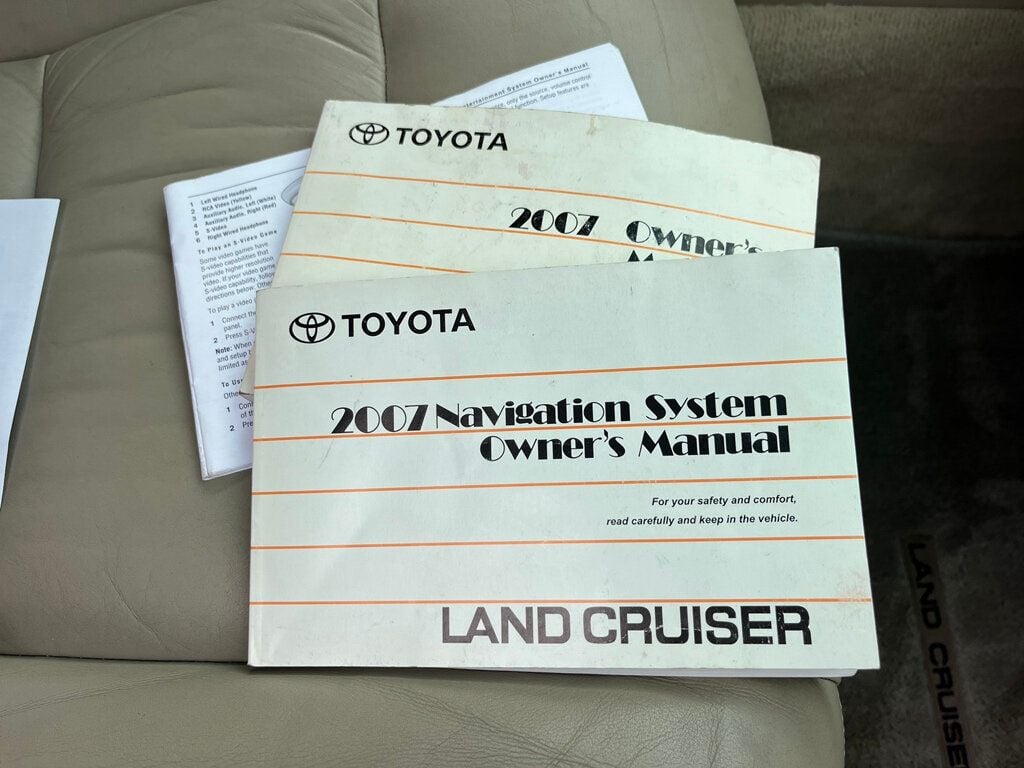 Entertainment System Owner's Manual
only the source, volume control
function. Setup features are
TOYOTA
2007 Owner's
1 Left Wired Headphone
2 RCA Video (Yellow)
3 Auxiliary Audio, Left (White)
4 Auxiliary Audio, Right (Red)
5 S-Video
6 Right Wired Headphone
To Play an S-Video Game
Some video games have
S-video capabilities that
provide higher resolution
video. If your video game
S-video capability, follow
directions below. Other
To play a video
1 Connect the
panel.
2 Press S-V
Note: When
and setup
limited as
To Use
Othe
1 Conn
of th
2 Pre
TOYOTA
2007 Navigation System
Owner's Manual
For your safety and comfort,
read carefully and keep in the vehicle.
LAND CRUISER
LAND CRUISE